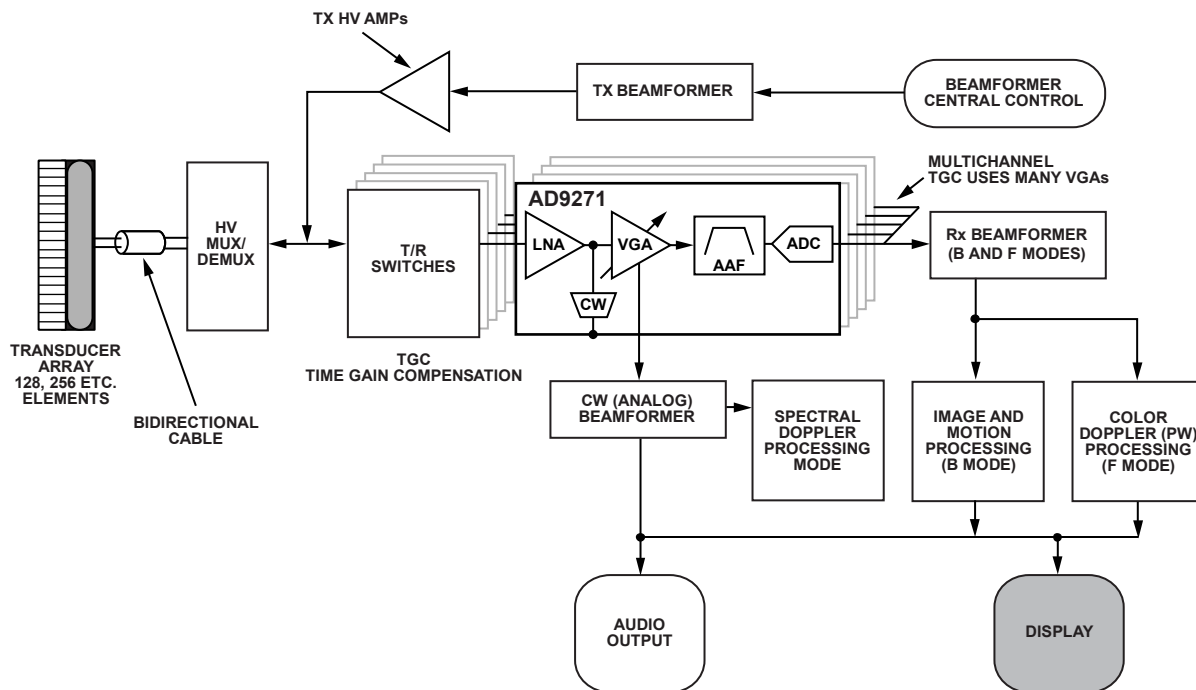 TX HV AMPs
TX BEAMFORMER
BEAMFORMER
CENTRAL CONTROL
MULTICHANNEL
TGC USES MANY VGAs
HV
MUX/
DEMUX
T/R
SWITCHES
AD9271
LNA
VGA
AAF
ADC
CW
Rx BEAMFORMER
(B AND F MODES)
TRANSDUCER
ARRAY
128, 256 ETC.
ELEMENTS
BIDIRECTIONAL
CABLE
TGC
TIME GAIN COMPENSATION
CW (ANALOG)
BEAMFORMER
SPECTRAL
DOPPLER
PROCESSING
MODE
IMAGE AND
MOTION
PROCESSING
(B MODE)
COLOR
DOPPLER (PW)
PROCESSING
(F MODE)
AUDIO
OUTPUT
DISPLAY